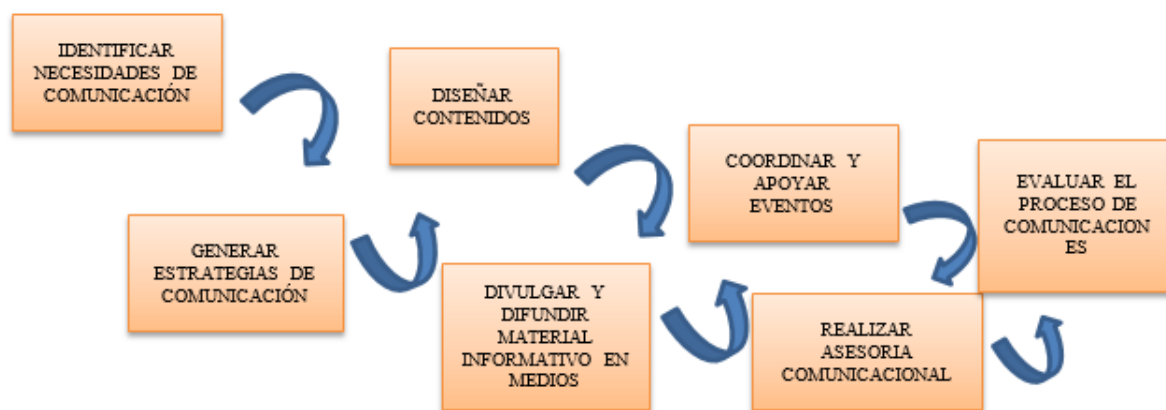 IDENTIFICAR
NECESIDADES DE
COMUNICACIÓN
GENERAR
ESTRATEGIAS DE
COMUNICACIÓN
DISEÑAR
CONTENIDOS
DIVULGAR Y
DIFUNDIR
MATERIAL
INFORMATIVO EN
MEDIOS
COORDINAR Y
APOYAR
EVENTOS
REALIZAR
ASESORIA
COMUNICACIONAL
EVALUAR EL
PROCESO DE
COMUNICACION
ES